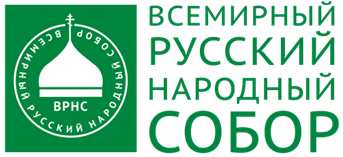 ВСЕМИРНЫЙ РУССКИЙ НАРОДНЫЙ СОБОР
ВРНС
ВСЕМИРНЫЙ
РУССКИЙ
НАРОДНЫЙ
СОБОР